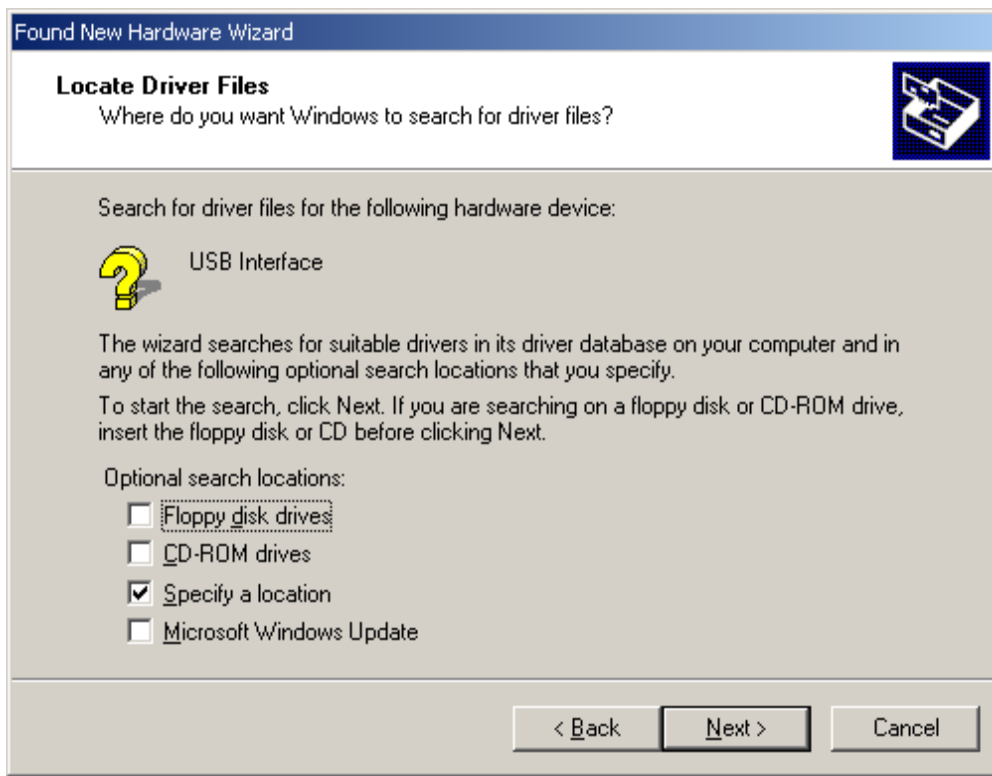 Found New Hardware Wizard
Locate Driver Files
Where do you want Windows to search for driver files?
Search for driver files for the following hardware device:
USB Interface
The wizard searches for suitable drivers in its driver database on your computer and in
any of the following optional search locations that you specify.
To start the search, click Next. If you are searching on a floppy disk or CD-ROM drive,
insert the floppy disk or CD before clicking Next.
Optional search locations:
Floppy disk drives
CD-ROM drives
Specify a location
Microsoft Windows Update
< Back
Next >
Cancel